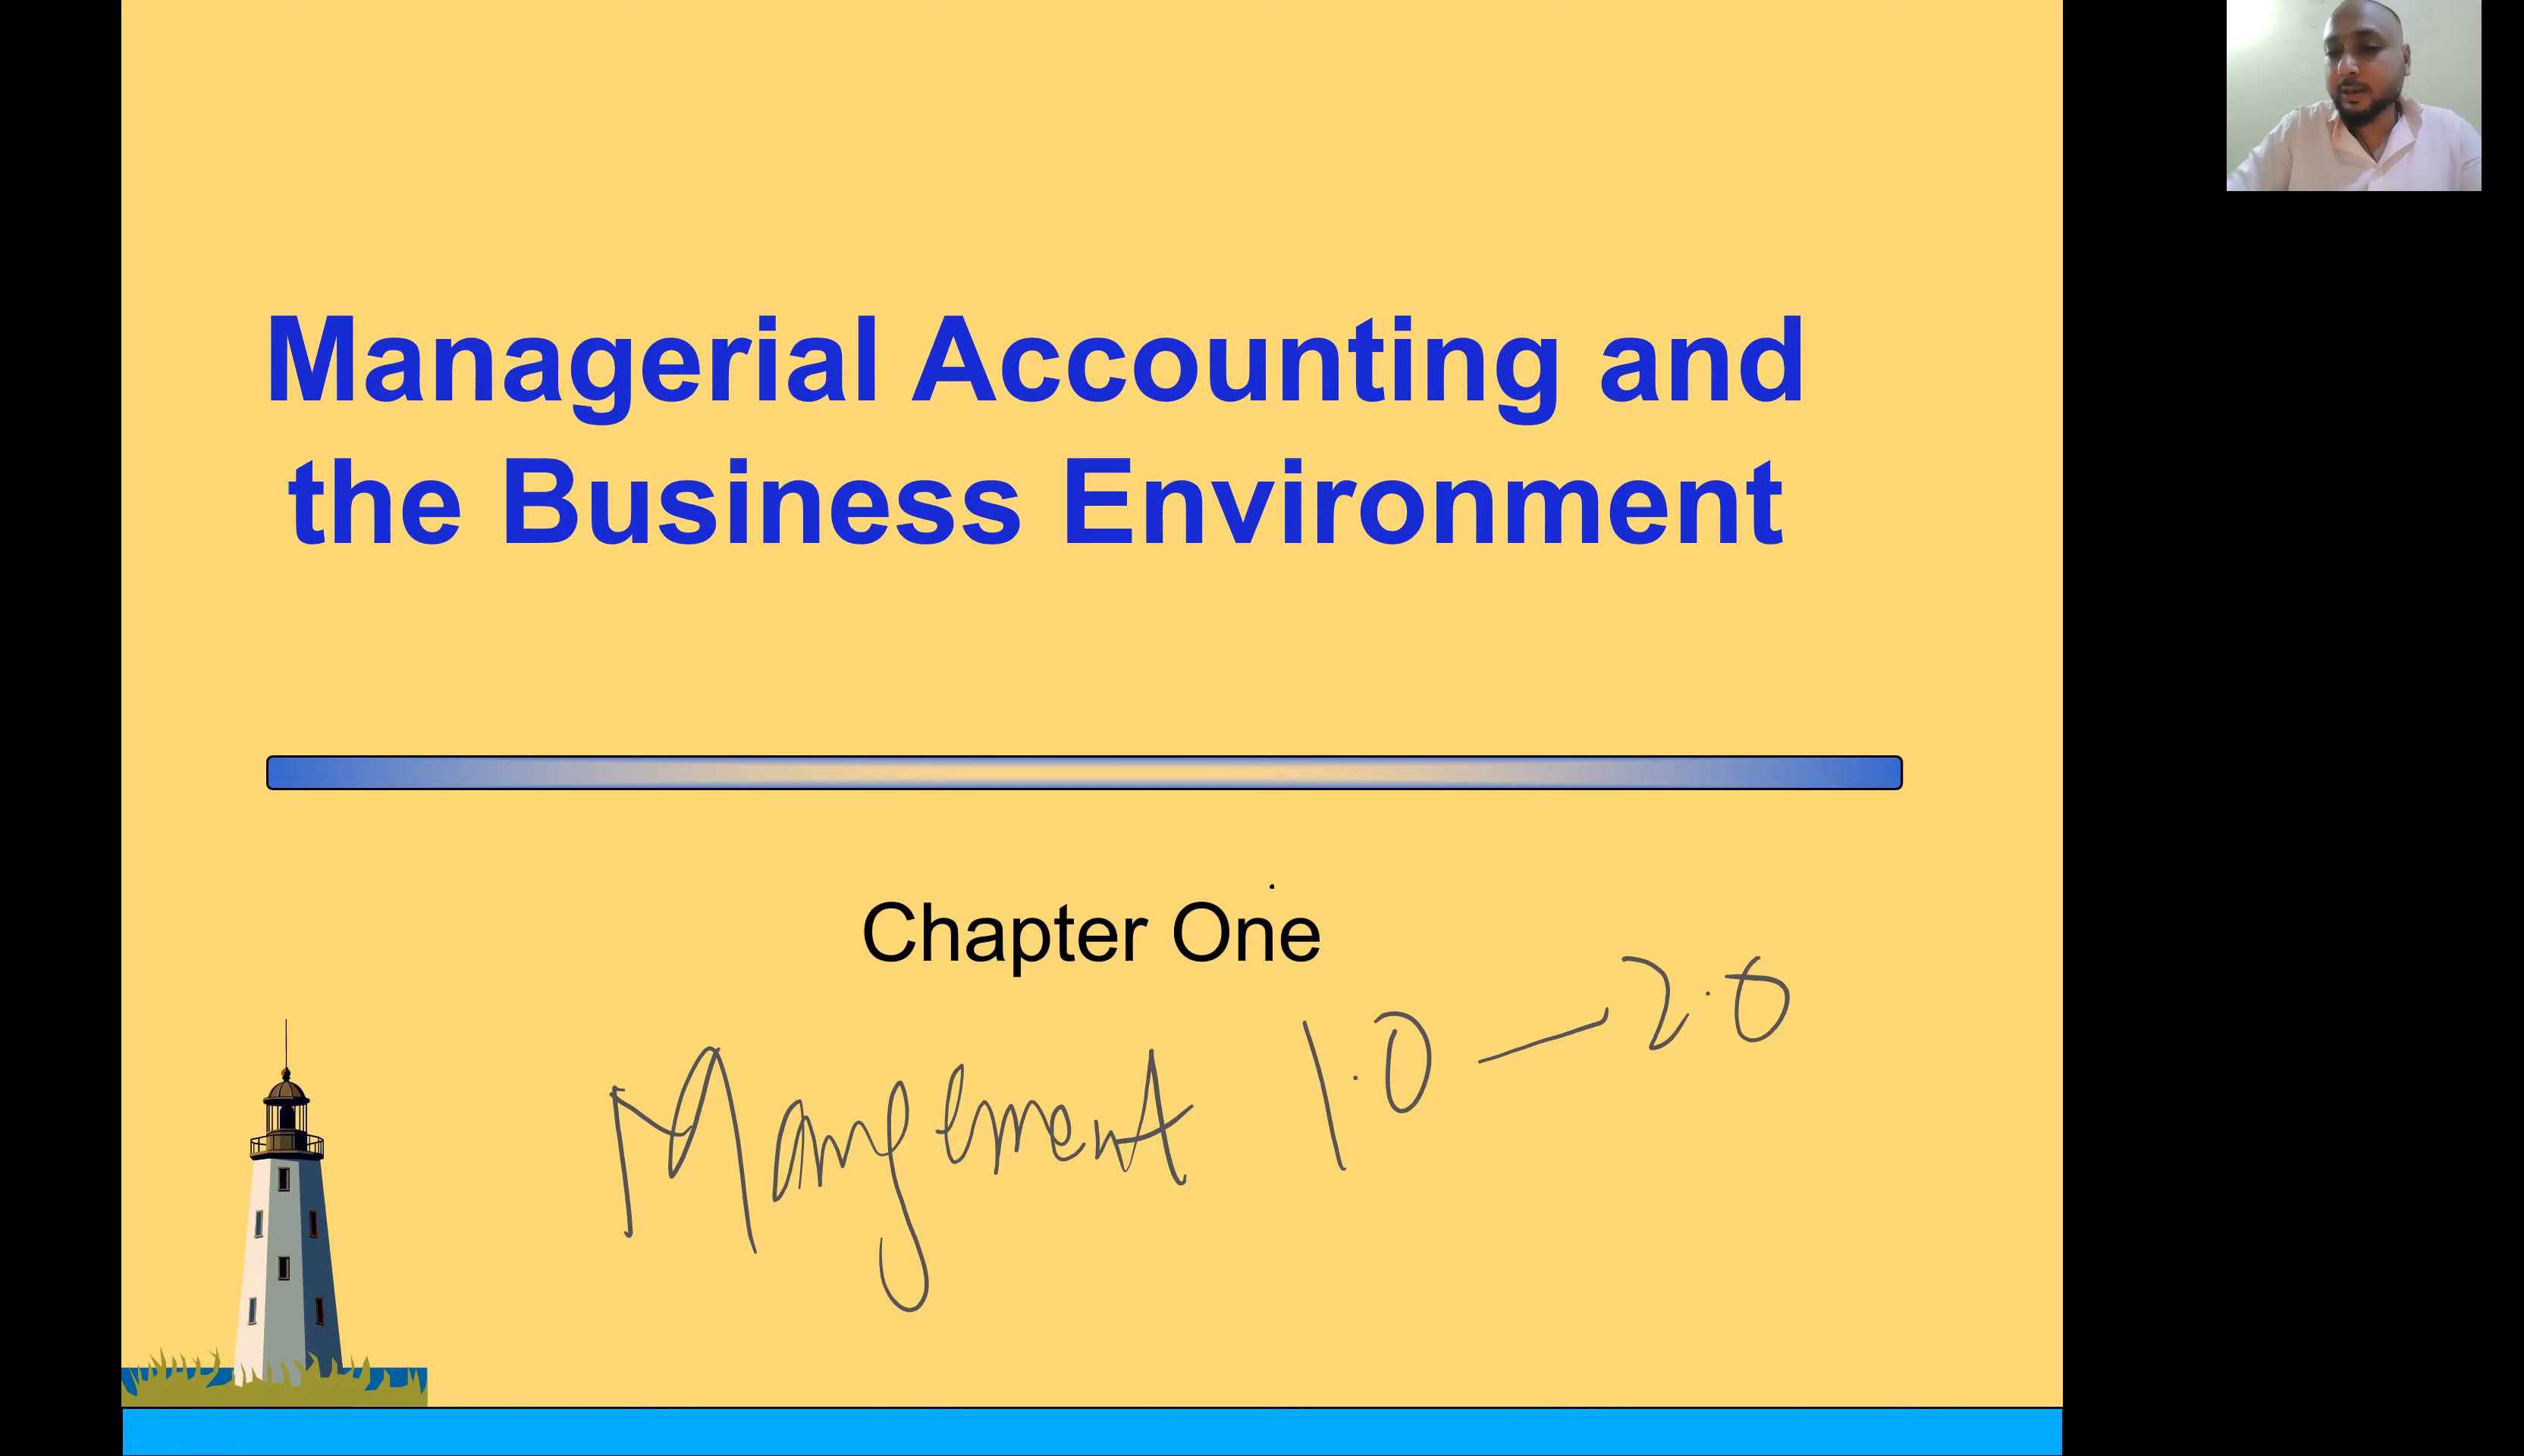 Managerial Accounting and
the Business Environment
Chapter One
Mangement 1.0 — 2.0